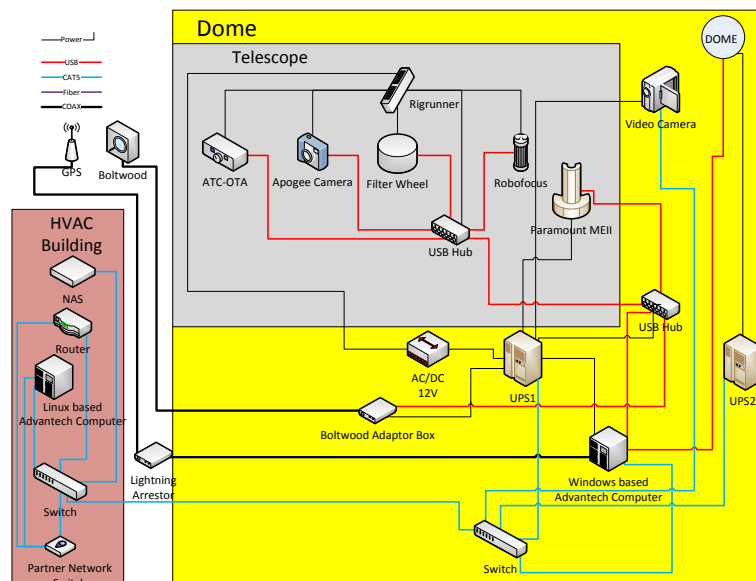 Dome
DOME
Telescope
Power
USB
CAT5
Fiber
COAX
Rigrunner
Video Camera
GPS
Boltwood
ATC-OTA
Apogee Camera
Filter Wheel
Robofocus
Paramount MEII
USB Hub
HVAC
Building
NAS
Router
USB Hub
AC/DC
12V
UPS1
UPS2
Linux based
Advantech Computer
Boltwood Adaptor Box
Lightning
Arrestor
Windows based
Advantech Computer
Switch
Switch
Partner Network